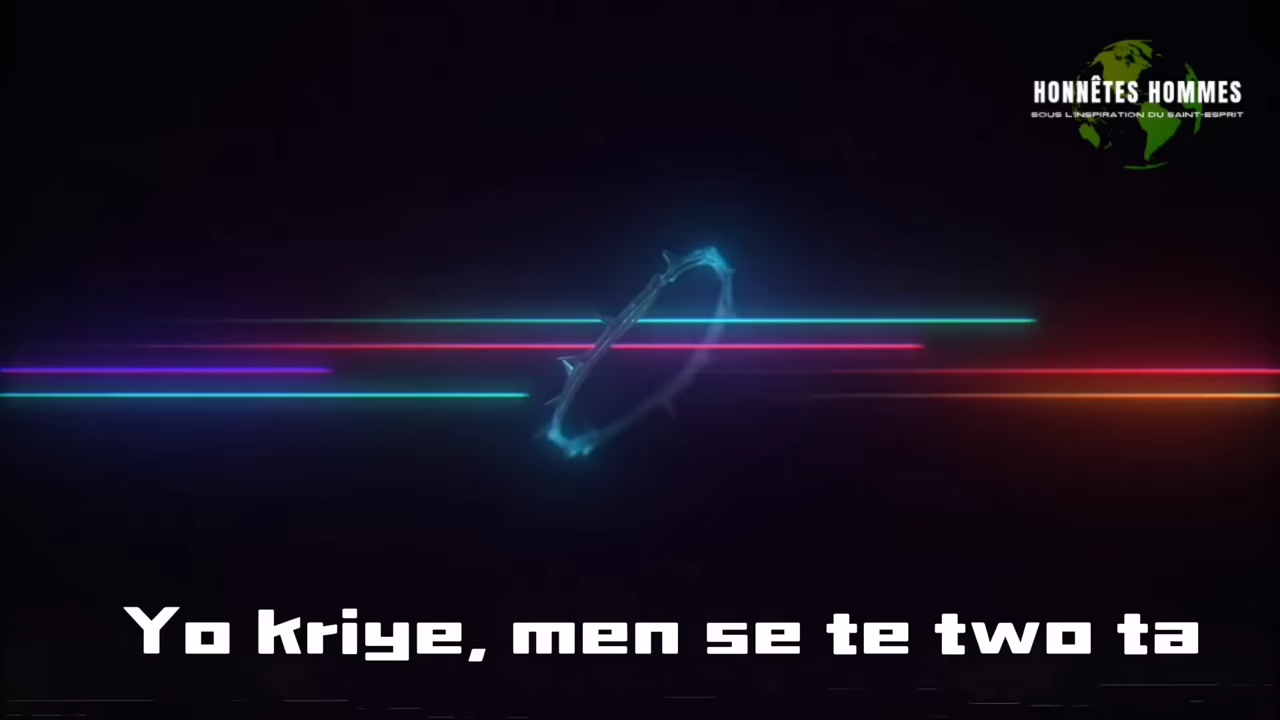 HONNÊTES HOMMES
SOUS L'INSPIRATION DU SAINT-ESPRIT
Yo kriye, men se te two ta